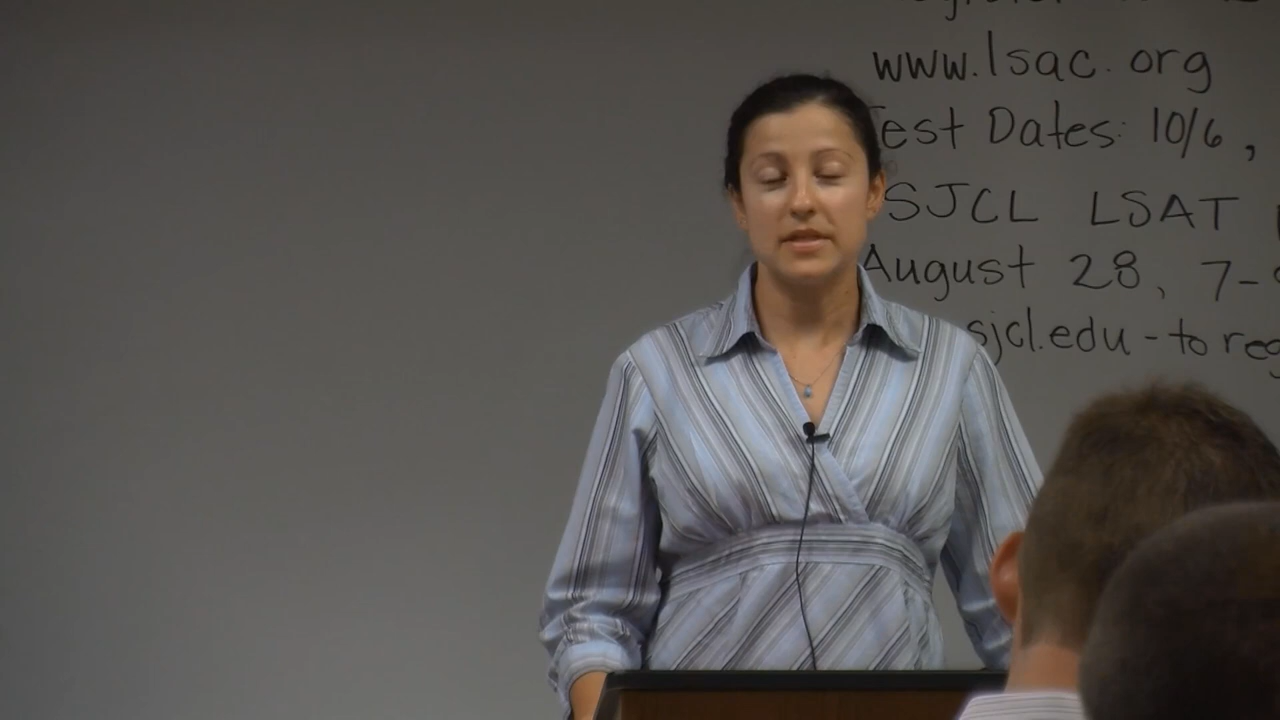 www.lsac.org
Test Dates: 10/6,
SJCL LSAT
August 28, 7-
sjcl.edu - to reg